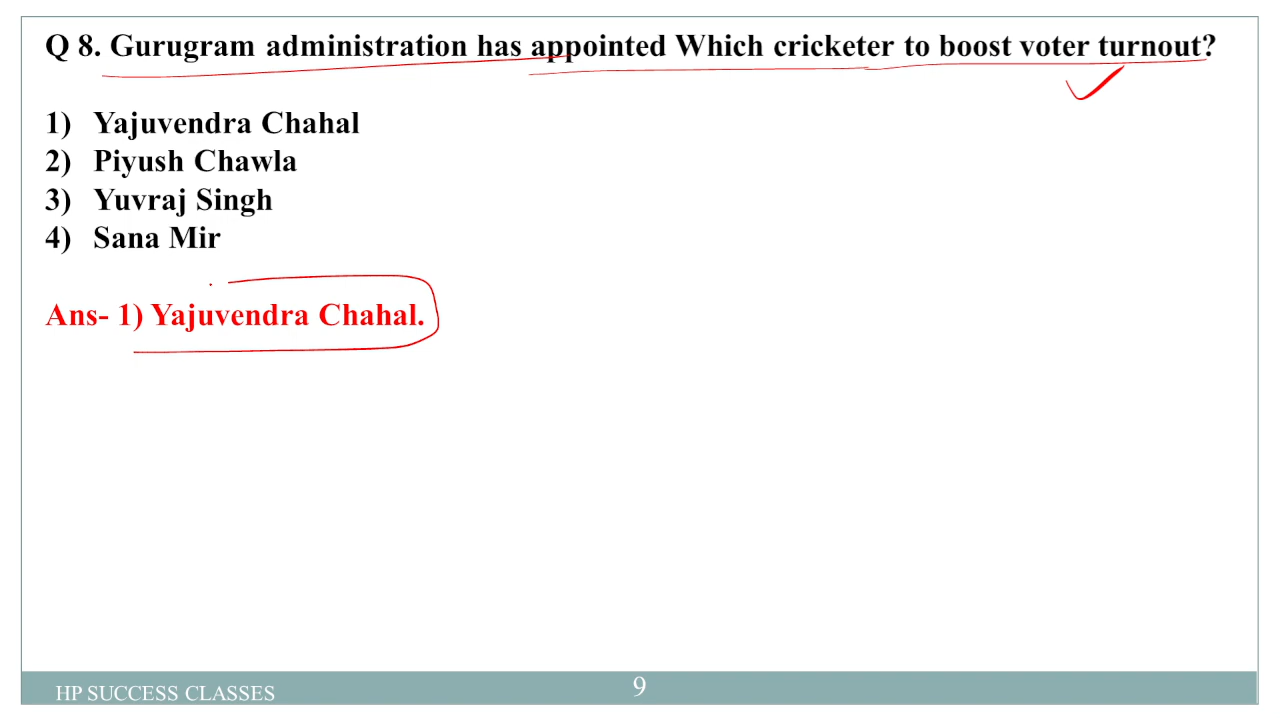 Q 8. Gurugram administration has appointed Which cricketer to boost voter turnout?
1) Yajuvendra Chahal
2) Piyush Chawla
3) Yuvraj Singh
4) Sana Mir
Ans- 1) Yajuvendra Chahal.
HP SUCCESS CLASSES
9